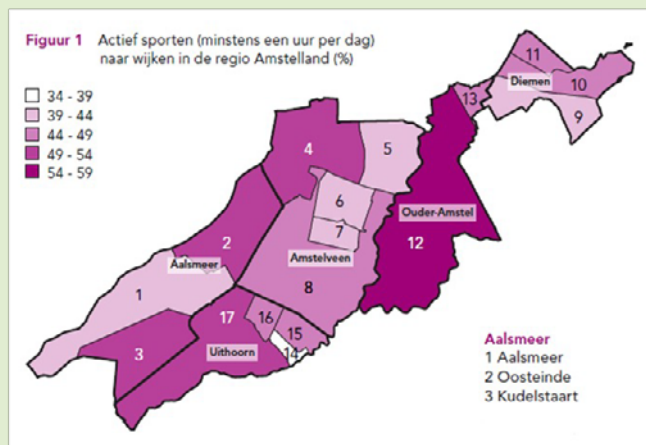 Figuur 1 Actief sporten (minstens een uur per dag)
naar wijken in de regio Amstelland (%)
34 - 39
39 - 44
44 - 49
49 - 54
54 - 59
11
Diemen
10
13
9
4
5
6
Ouder-Amstel
7
12
2
Amstelveen
Aalsmeer
8
1
17
16
15
14
3
Uithoorn
Aalsmeer
1 Aalsmeer
2 Oosteinde
3 Kudelstaart